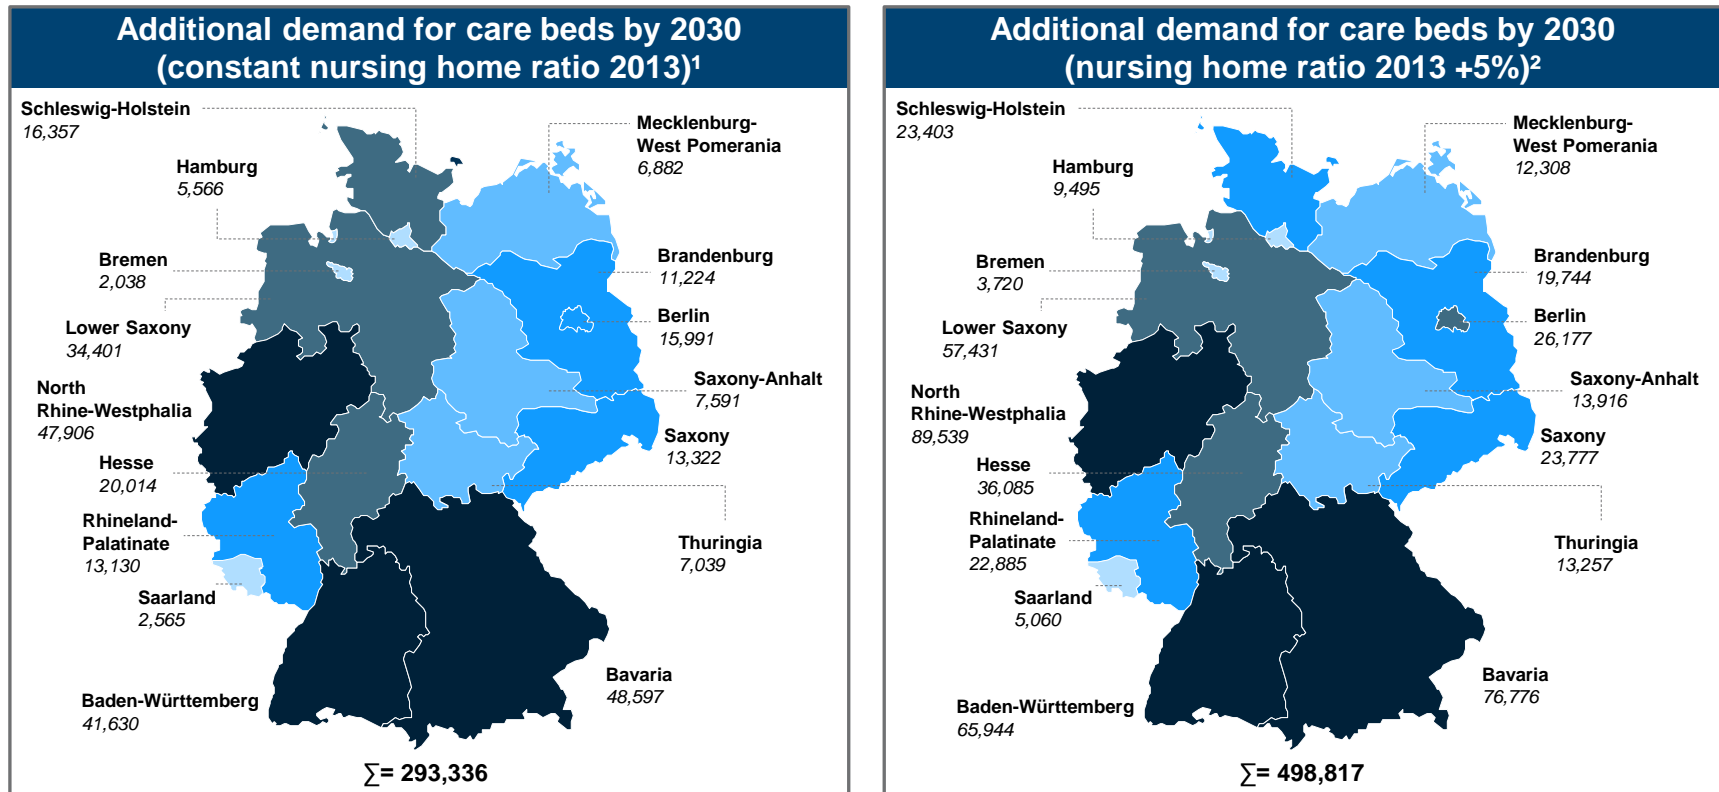 Additional demand for care beds by 2030
(constant nursing home ratio 2013)¹
Schleswig-Holstein
16,357
Mecklenburg-
West Pomerania
6,882
Hamburg
5,566
Brandenburg
11,224
Bremen
2,038
Berlin
15,991
Lower Saxony
34,401
Saxony-Anhalt
7,591
North
Rhine-Westphalia
47,906
Saxony
13,322
Hesse
20,014
Rhineland-
Palatinate
13,130
Thuringia
7,039
Saarland
2,565
Bavaria
48,597
Baden-Württemberg
41,630
∑= 293,336
Additional demand for care beds by 2030
(nursing home ratio 2013 +5%)²
Schleswig-Holstein
23,403
Mecklenburg-
West Pomerania
12,308
Hamburg
9,495
Brandenburg
19,744
Bremen
3,720
Berlin
26,177
Lower Saxony
57,431
Saxony-Anhalt
13,916
North
Rhine-Westphalia
89,539
Saxony
23,777
Hesse
36,085
Rhineland-
Palatinate
22,885
Thuringia
13,257
Saarland
5,060
Bavaria
76,776
Baden-Württemberg
65,944
∑= 498,817